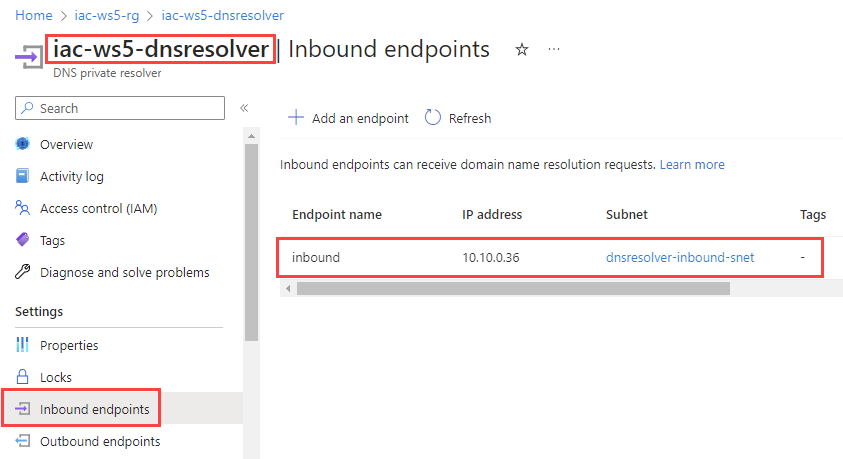 Home > iac-ws5-rg > iac-ws5-dnsresolver
iac-ws5-dnsresolver | Inbound endpoints ☆ ...
DNS private resolver
Search «
Overview
Activity log
Access control (IAM)
Tags
Diagnose and solve problems
Settings
Properties
Locks
Inbound endpoints
Outbound endpoints
+ Add an endpoint Refresh
Inbound endpoints can receive domain name resolution requests. Learn more
Endpoint name IP address Subnet Tags
inbound 10.10.0.36 dnsresolver-inbound-snet -